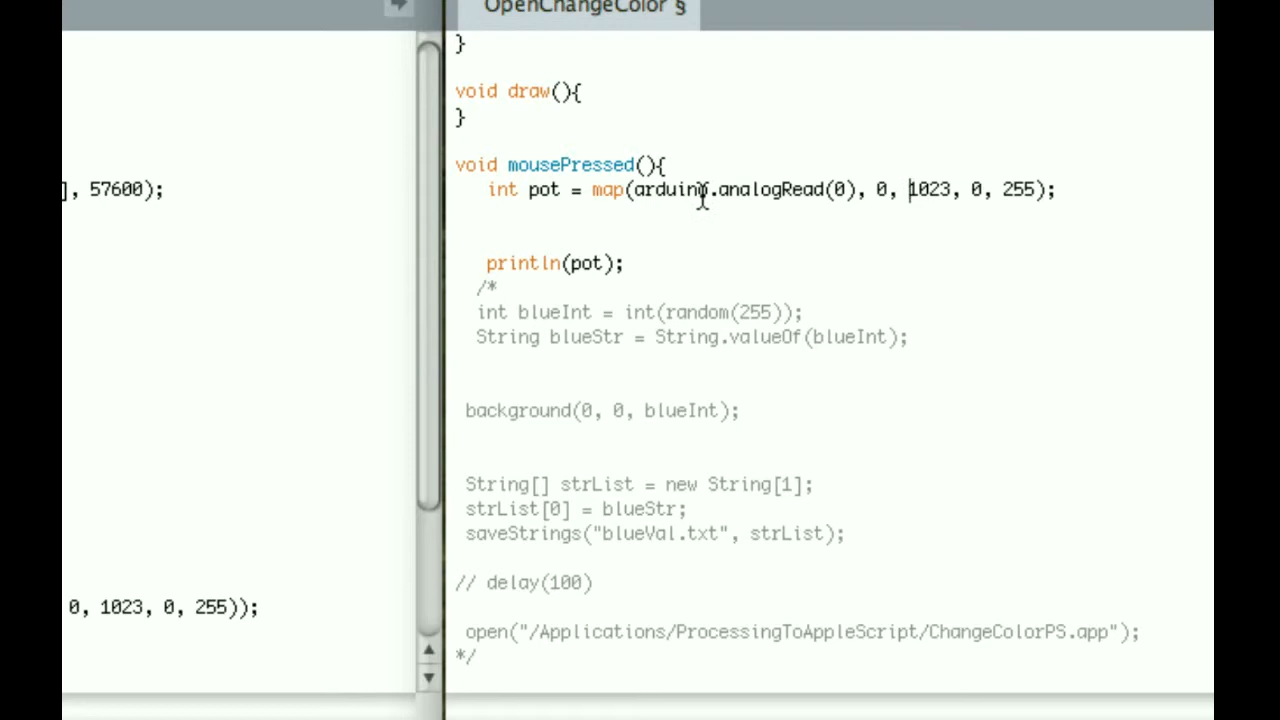 OpenChangeColor §
}
void draw(){
}
void mousePressed(){
int pot = map(arduino.analogRead(0), 0, 1023, 0, 255);
println(pot);
/*
int blueInt = int(random(255));
String blueStr = String.valueOf(blueInt);
background(0, 0, blueInt);
String[] strList = new String[1];
strList[0] = blueStr;
saveStrings("blueVal.txt", strList);
// delay(100)
open("/Applications/ProcessingToAppleScript/ChangeColorPS.app");
*/
], 57600);
0, 1023, 0, 255));